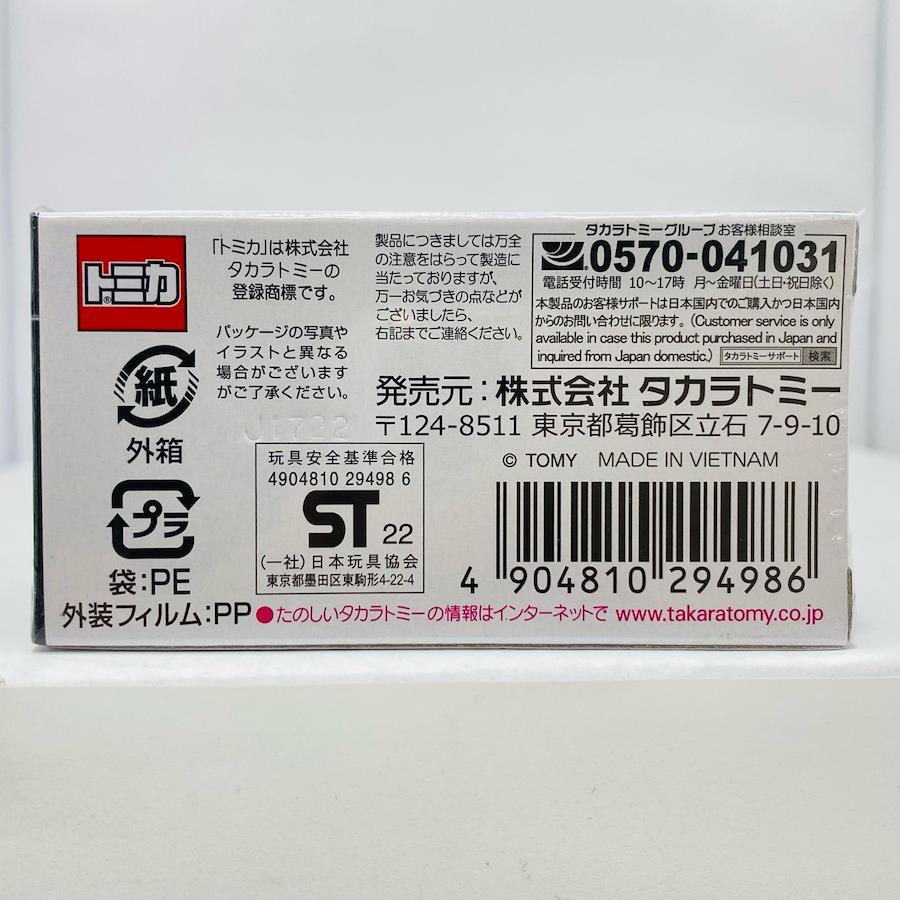 トミカ®
「トミカ」は株式会社
タカラトミーの
登録商標です。
パッケージの写真や
イラストと異なる
場合がございます
がご了承ください。
製品につきましては万全
の注意をはらって製造に
当たっておりますが、
万一お気づきの点などが
ございましたら、
右記までご連絡ください。
タカラトミーグループ お客様相談室
0570-041031
電話受付時間 10〜17時 月〜金曜日(土日・祝日除く)
本製品のお客様サポートは日本国内でのご購入かつ日本国内
からのお問い合わせに限ります。(Customer service is only
available in case this product purchased in Japan and
inquired from Japan domestic.) タカラトミーサポート 検索
発売元：株式会社 タカラトミー
〒124-8511 東京都葛飾区立石 7-9-10
© TOMY MADE IN VIETNAM
紙
外箱
プラ
袋:PE
外装フィルム:PP
J1722
玩具安全基準合格
4904810 29498 6
ST 22
(一社)日本玩具協会
東京都墨田区東駒形4-22-4
4 904810 294986
●たのしいタカラトミーの情報はインターネットで www.takaratomy.co.jp